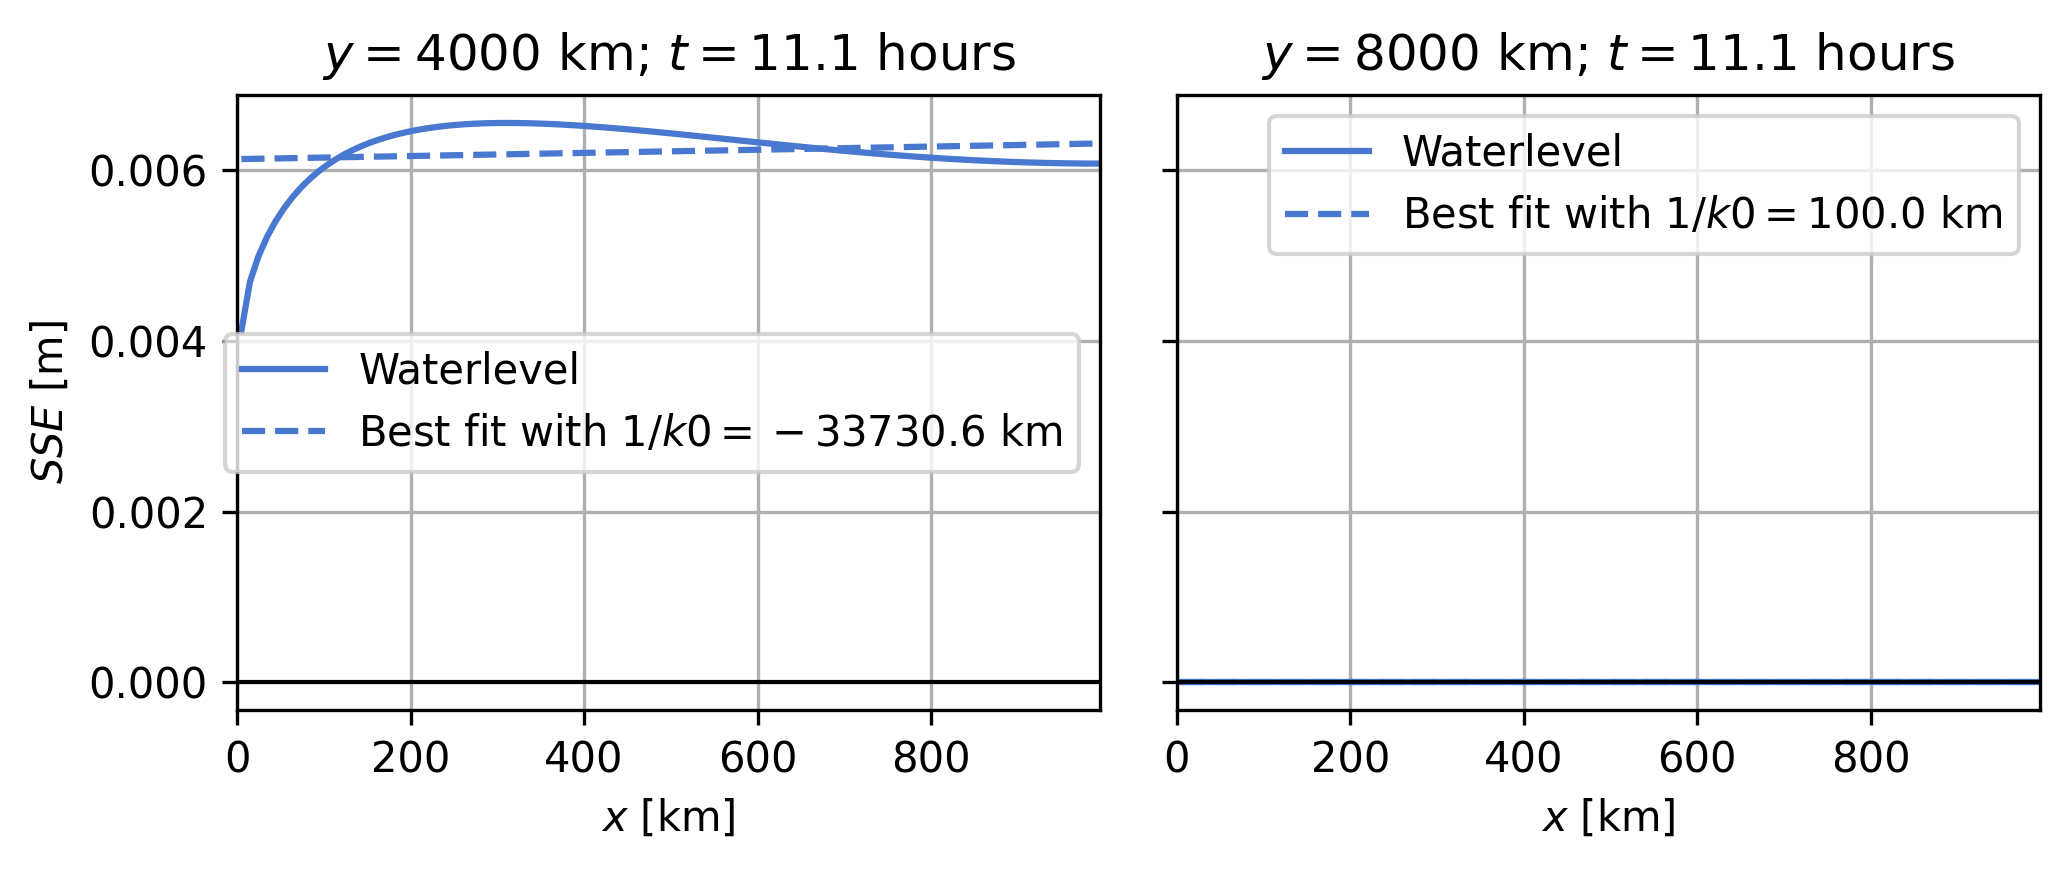 y = 4000 km; t = 11.1 hours
SSE [m]
0.006
0.004
0.002
0.000
Waterlevel
Best fit with 1/k0 = −33730.6 km
0 200 400 600 800
x [km]
y = 8000 km; t = 11.1 hours
Waterlevel
Best fit with 1/k0 = 100.0 km
0 200 400 600 800
x [km]